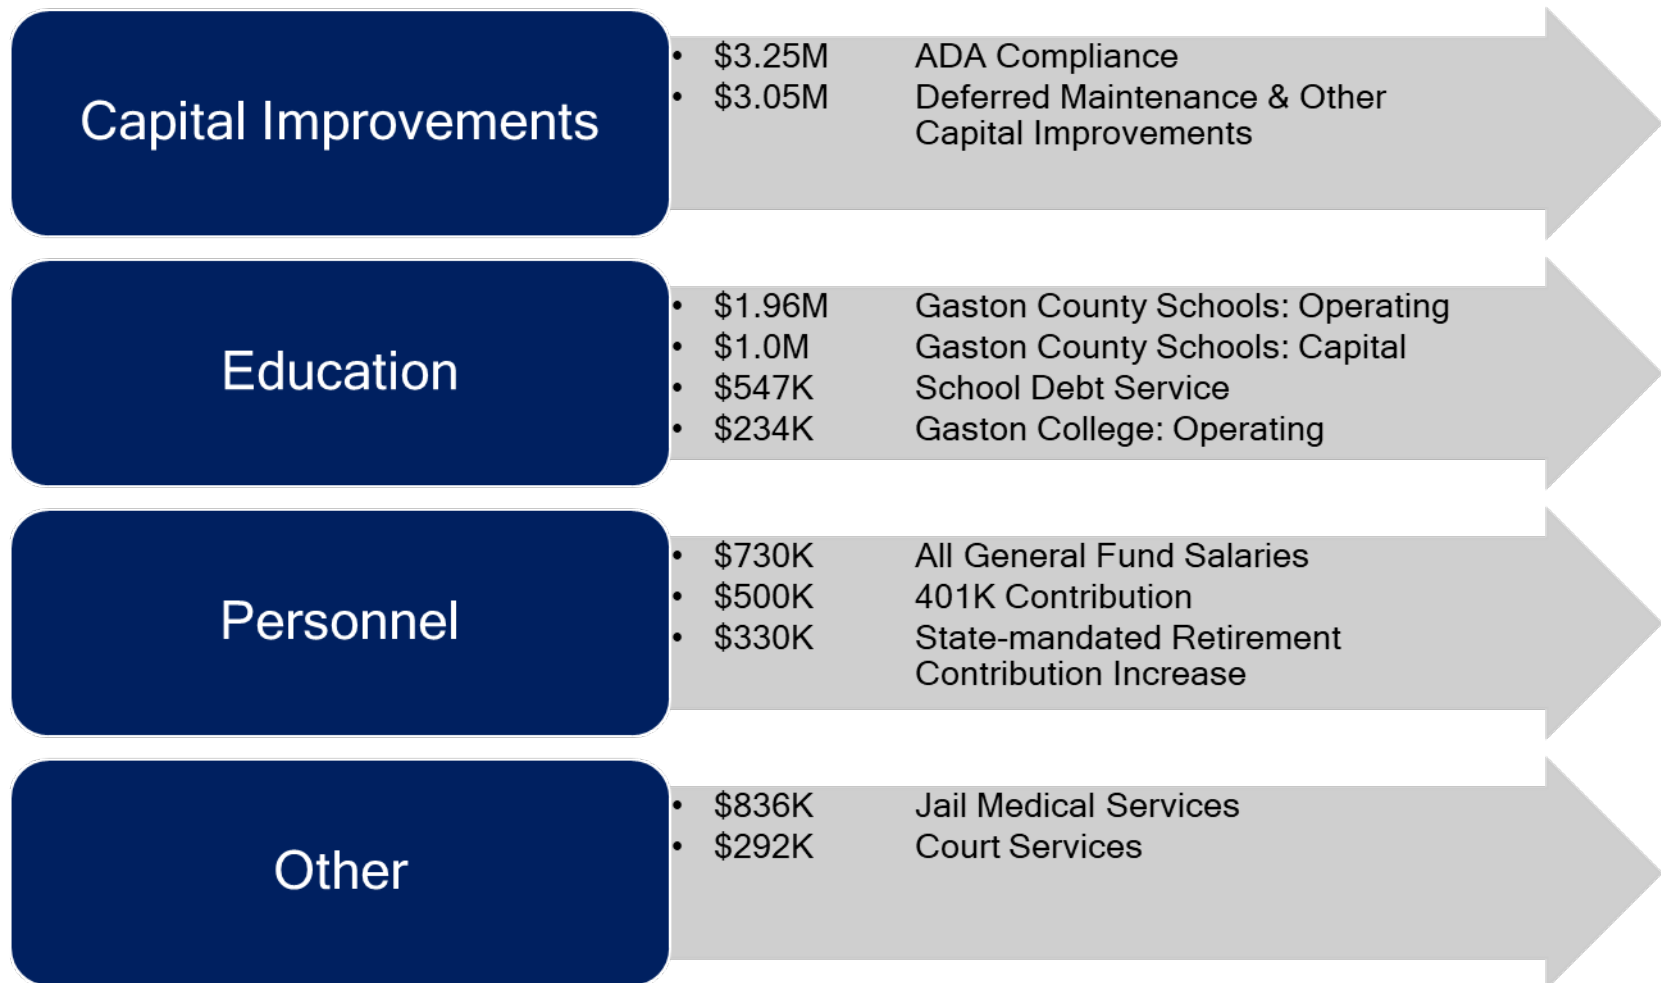 Capital Improvements
• $3.25M ADA Compliance
• $3.05M Deferred Maintenance & Other
Capital Improvements
Education
• $1.96M Gaston County Schools: Operating
• $1.0M Gaston County Schools: Capital
• $547K School Debt Service
• $234K Gaston College: Operating
Personnel
• $730K All General Fund Salaries
• $500K 401K Contribution
• $330K State-mandated Retirement
Contribution Increase
Other
• $836K Jail Medical Services
• $292K Court Services